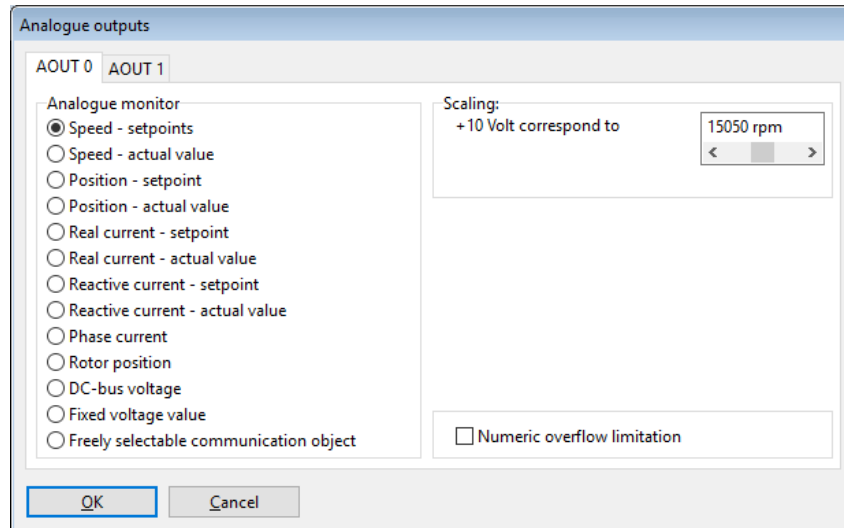 Analogue outputs
AOUT 0 AOUT 1
Analogue monitor
Speed - setpoints
Speed - actual value
Position - setpoint
Position - actual value
Real current - setpoint
Real current - actual value
Reactive current - setpoint
Reactive current - actual value
Phase current
Rotor position
DC-bus voltage
Fixed voltage value
Freely selectable communication object
Scaling:
+10 Volt correspond to 15050 rpm
Numeric overflow limitation
OK Cancel